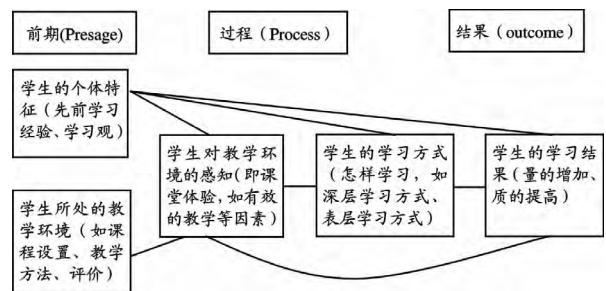 前期(Presage)
过程（Process）
结果（outcome）
学生的个体特
征（先前学习
经验、学习观）
学生对教学环
境的感知(即课
堂体验，如有效
的教学等因素）
学生的学习方式
（怎样学习，如
深层学习方式、
表层学习方式）
学生的学习结
果(量的增加、
质的提高）
学生所处的教
学环境（如课
程设置、教学
方法、评价）